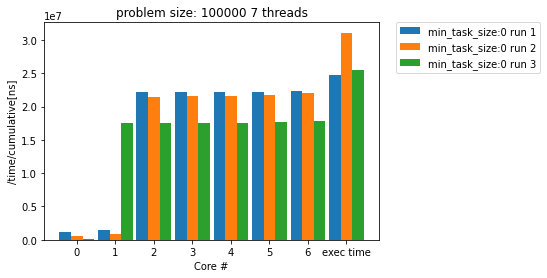 problem size: 100000 7 threads
1e7
min_task_size:0 run 1
min_task_size:0 run 2
min_task_size:0 run 3
3.0
2.5
2.0
1.5
1.0
0.5
0.0
/time/cumulative[ns]
0 1 2 3 4 5 6 exec time
Core #